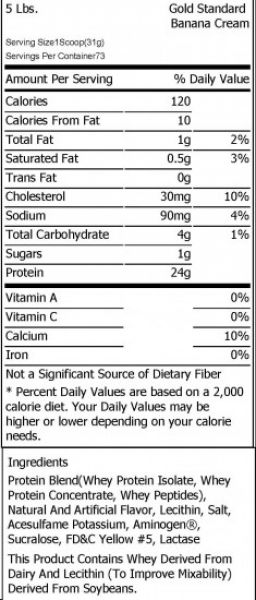 5 Lbs. Gold Standard
Banana Cream
Serving Size1Scoop(31g)
Servings Per Container73
Amount Per Serving % Daily Value
Calories 120
Calories From Fat 10
Total Fat 1g 2%
Saturated Fat 0.5g 3%
Trans Fat 0g
Cholesterol 30mg 10%
Sodium 90mg 4%
Total Carbohydrate 4g 1%
Sugars 1g
Protein 24g
Vitamin A 0%
Vitamin C 0%
Calcium 10%
Iron 0%
Not a Significant Source of Dietary Fiber
* Percent Daily Values are based on a 2,000
calorie diet. Your Daily Values may be
higher or lower depending on your calorie
needs.
Ingredients
Protein Blend(Whey Protein Isolate, Whey
Protein Concentrate, Whey Peptides),
Natural And Artificial Flavor, Lecithin, Salt,
Acesulfame Potassium, Aminogen®,
Sucralose, FD&C Yellow #5, Lactase
This Product Contains Whey Derived From
Dairy And Lecithin (To Improve Mixability)
Derived From Soybeans.